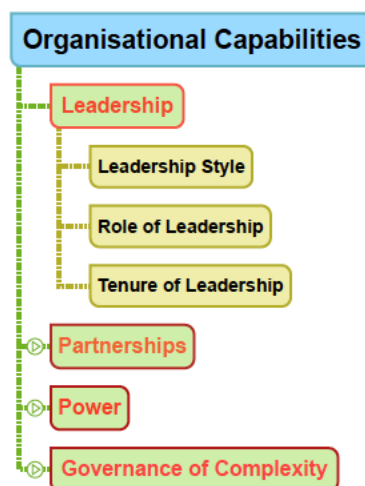 Organisational Capabilities
Leadership
Leadership Style
Role of Leadership
Tenure of Leadership
Partnerships
Power
Governance of Complexity